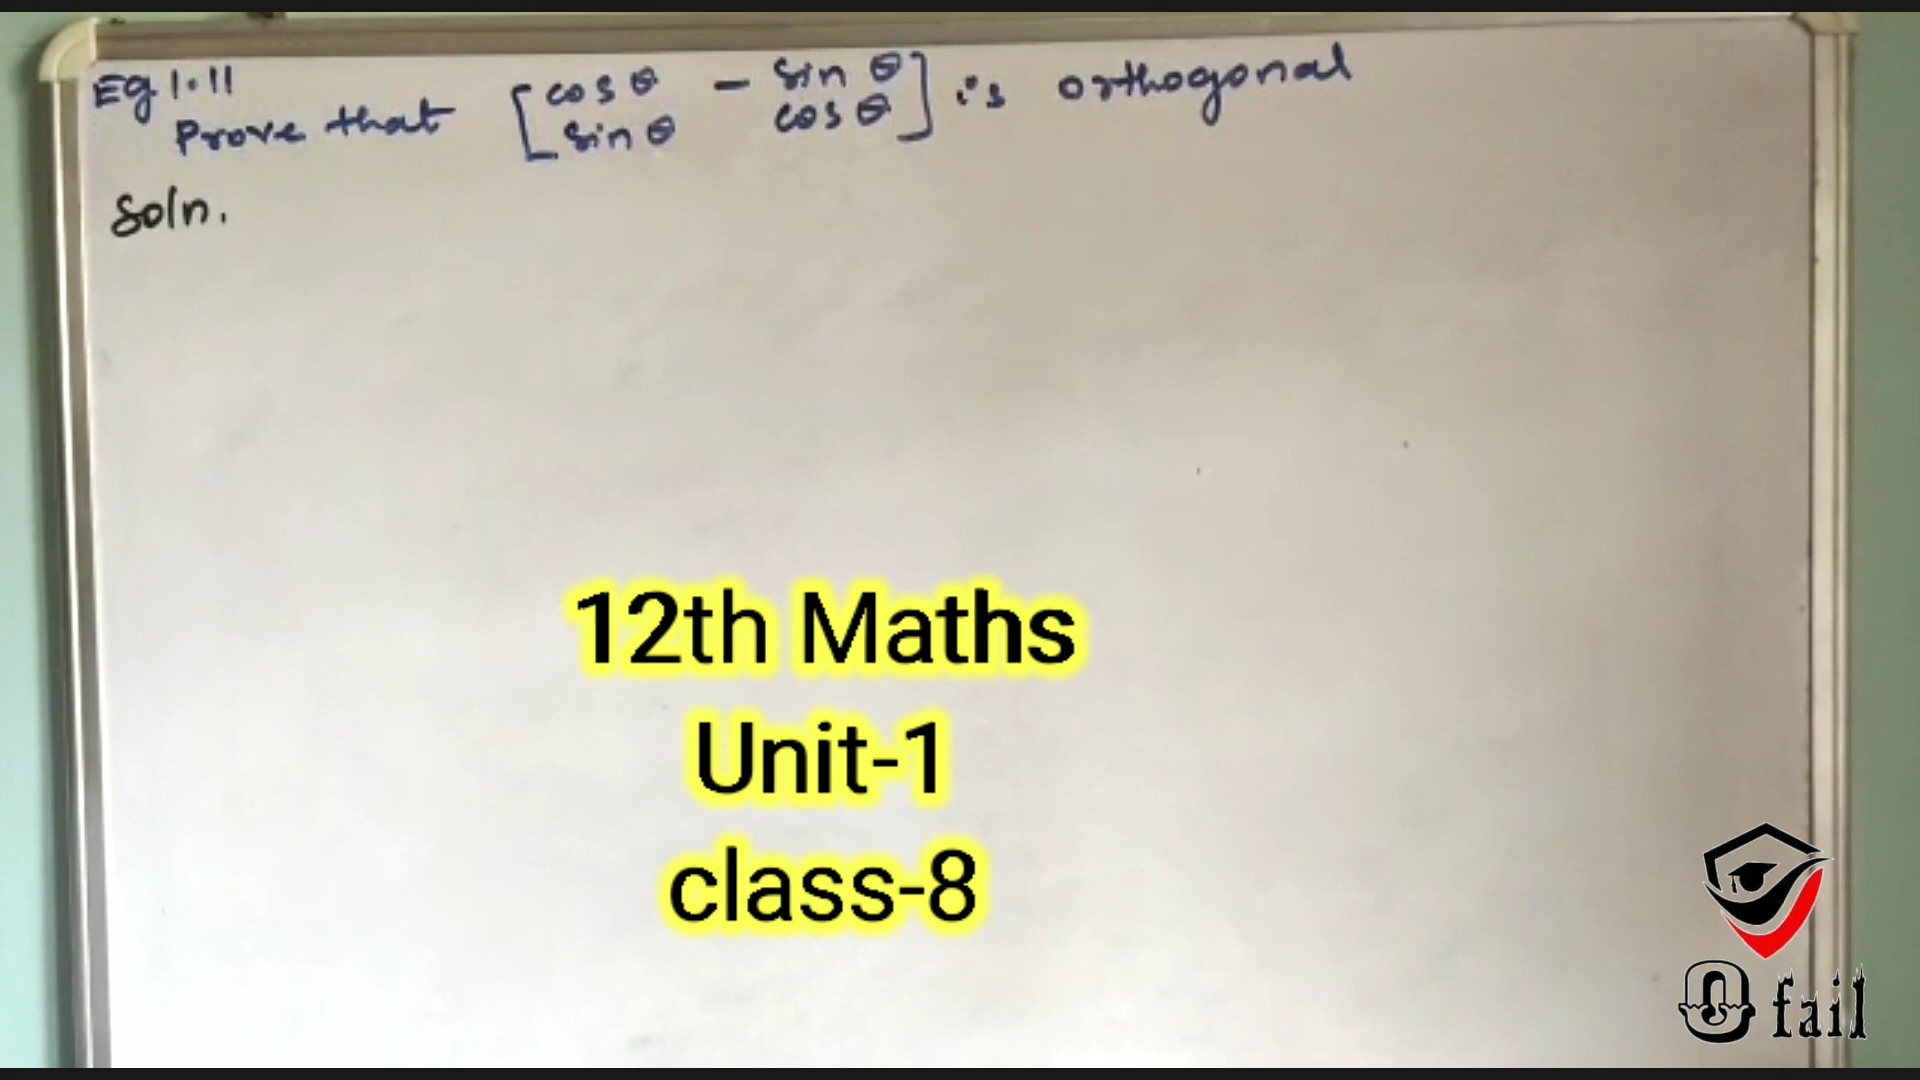 Eg 1.11
Prove that [cos θ - sin θ
sin θ cos θ] is orthogonal
Soln.
12th Maths
Unit-1
class-8
0 fail